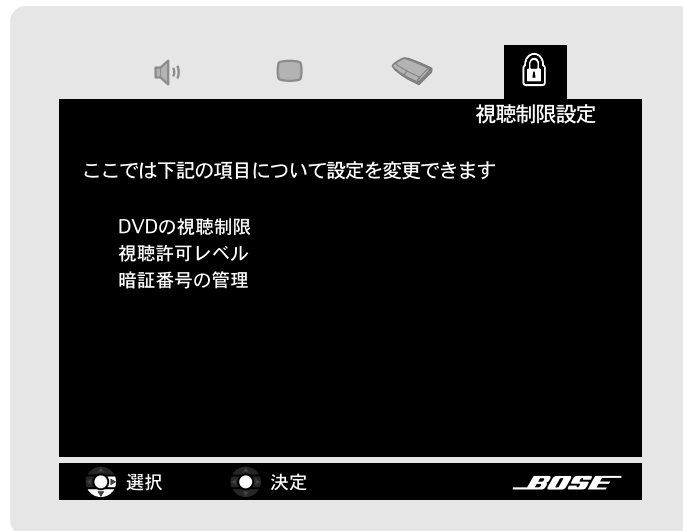 視聴制限設定
ここでは下記の項目について設定を変更できます
DVDの視聴制限
視聴許可レベル
暗証番号の管理
選択 決定 BOSE